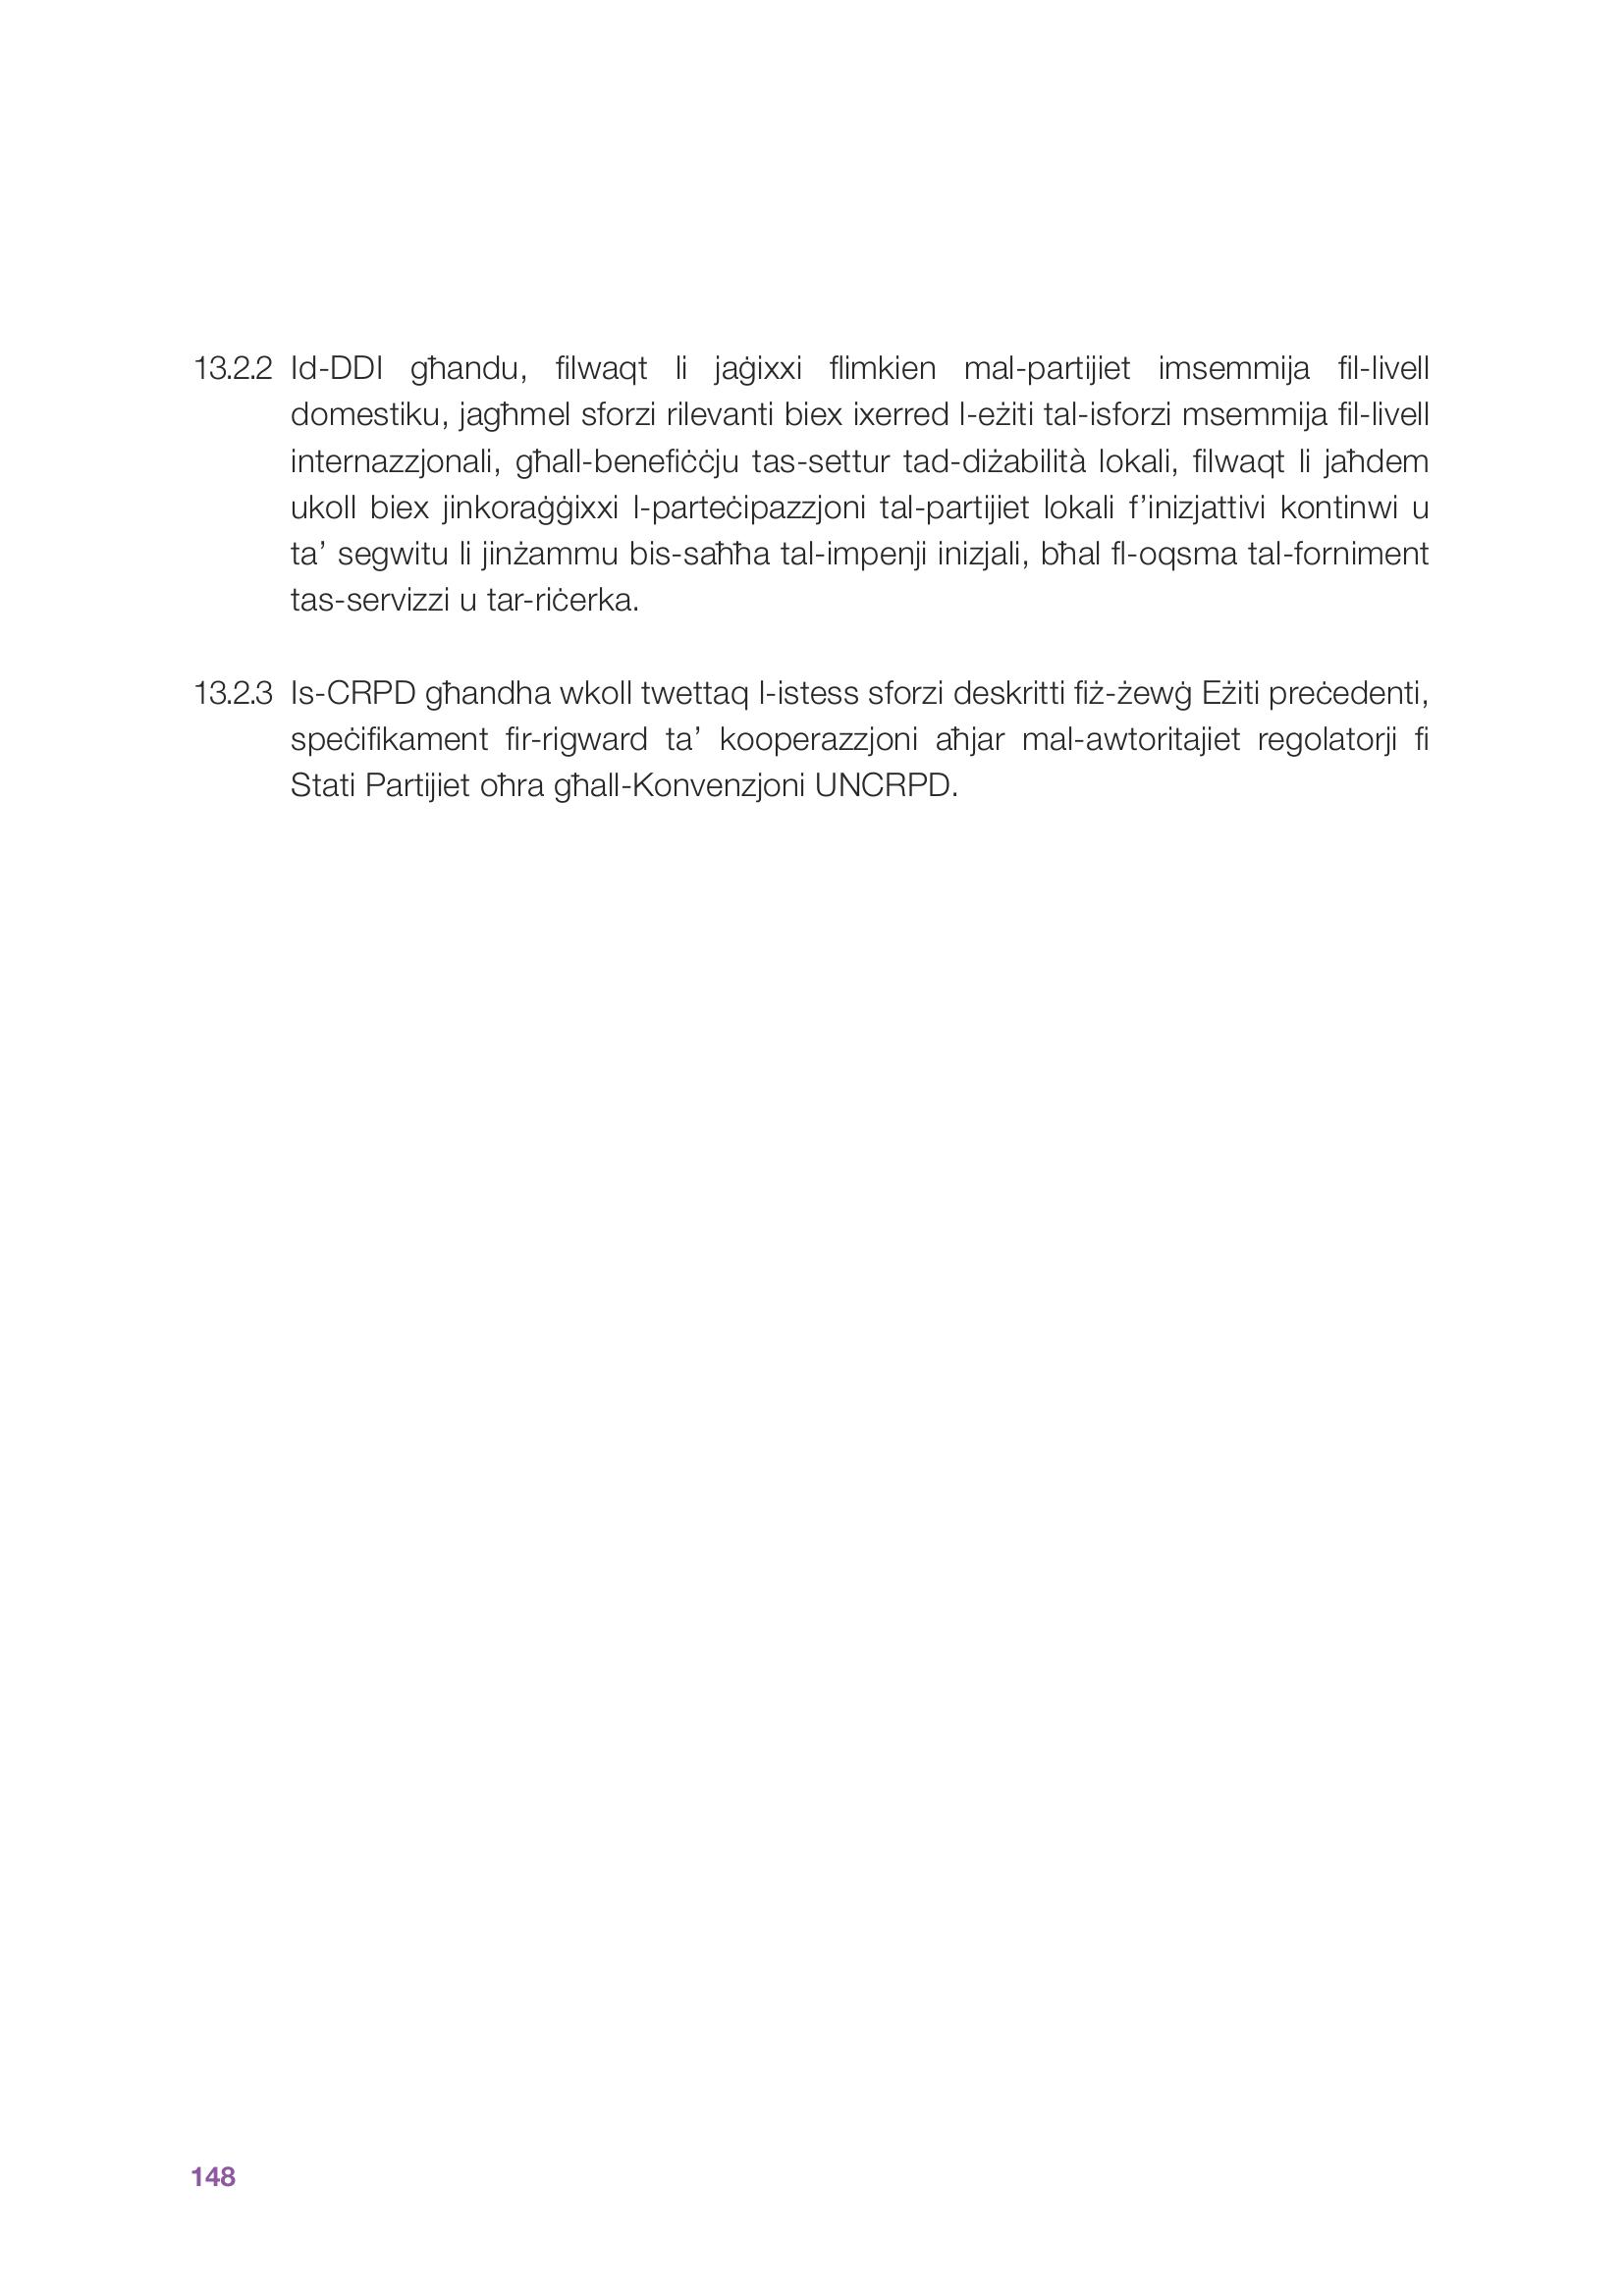 13.2.2 Id-DDI għandu, filwaqt li jaġixxi flimkien mal-partijiet imsemmija fil-livell
domestiku, jagħmel sforzi rilevanti biex ixerred l-eżiti tal-isforzi msemmija fil-livell
internazzjonali, għall-benefiċċju tas-settur tad-diżabilità lokali, filwaqt li jaħdem
ukoll biex jinkoraġġixxi l-parteċipazzjoni tal-partijiet lokali f’inizjattivi kontinwi u
ta’ segwitu li jinżammu bis-saħħa tal-impenji inizjali, bħal fl-oqsma tal-forniment
tas-servizzi u tar-riċerka.
13.2.3 Is-CRPD għandha wkoll twettaq l-istess sforzi deskritti fiż-żewġ Eżiti preċedenti,
speċifikament fir-rigward ta’ kooperazzjoni aħjar mal-awtoritajiet regolatorji fi
Stati Partijiet oħra għall-Konvenzjoni UNCRPD.
148